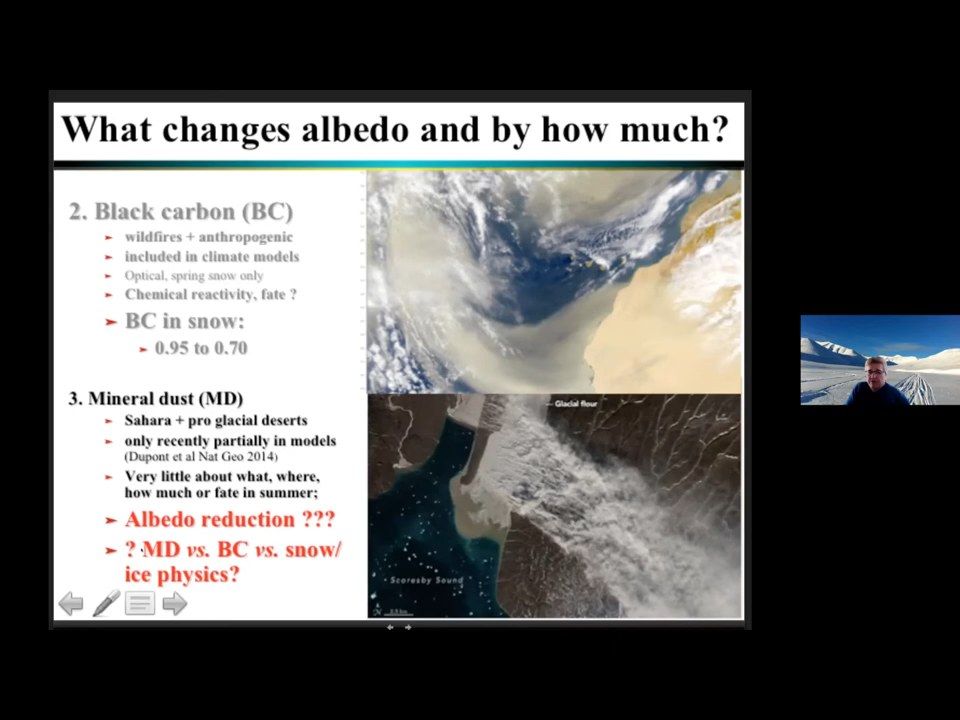 What changes albedo and by how much?
2. Black carbon (BC)
wildfires + anthropogenic
included in climate models
Optical, spring snow only
Chemical reactivity, fate ?
BC in snow:
0.95 to 0.70
3. Mineral dust (MD)
Sahara + pro glacial deserts
only recently partially in models
(Dupont et al Nat Geo 2014)
Very little about what, where,
how much or fate in summer;
Albedo reduction ???
? MD vs. BC vs. snow/
ice physics?
Glacial flour
Scoresby Sound
N